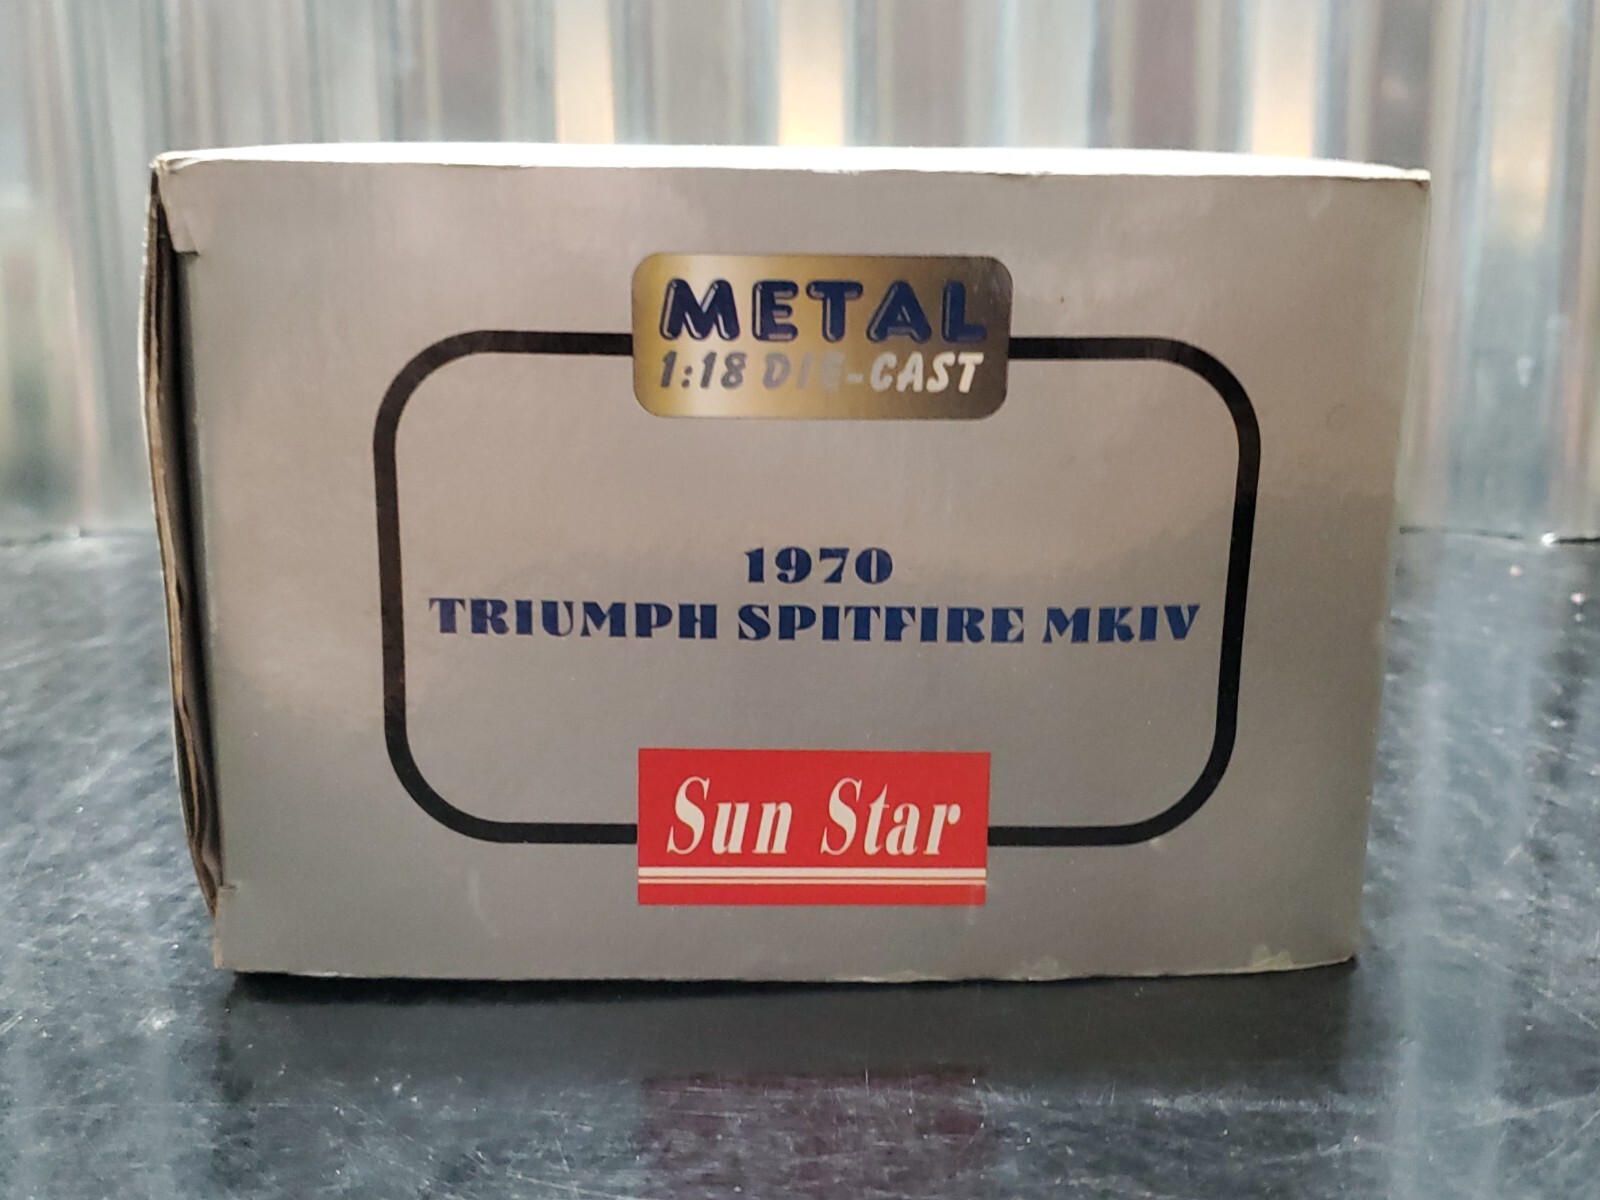 METAL
1:18 DIE-CAST
1970
TRIUMPH SPITFIRE MKIV
Sun Star